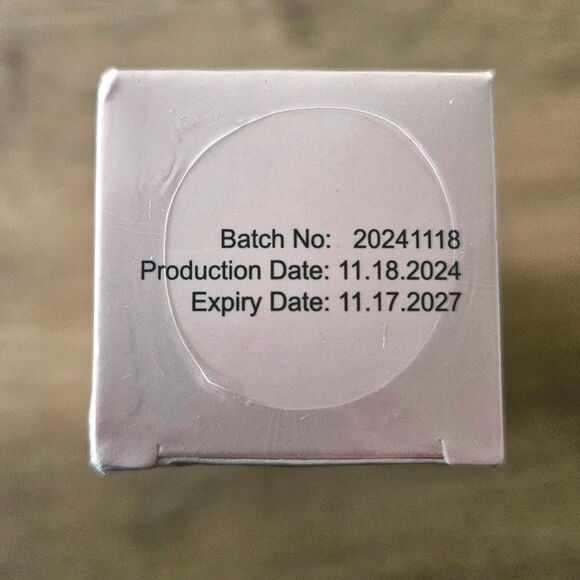 Batch No: 20241118
Production Date: 11.18.2024
Expiry Date: 11.17.2027